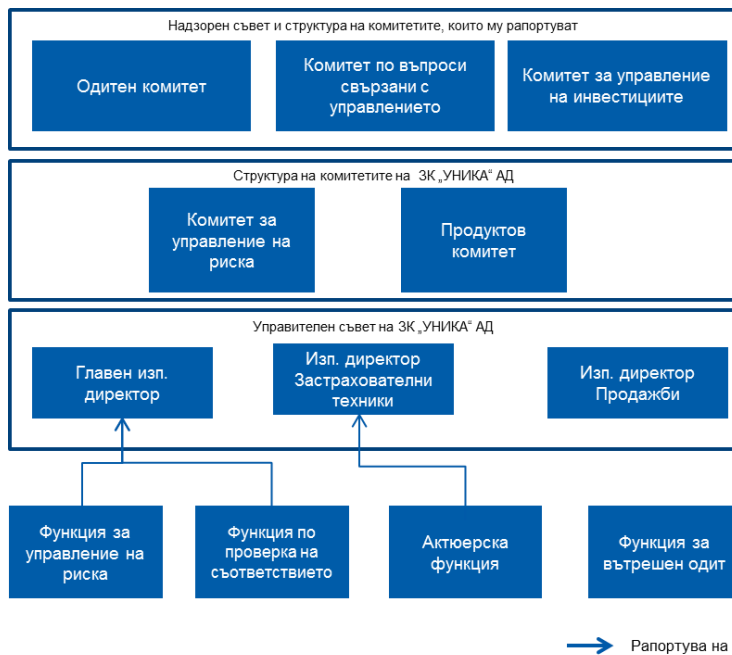 Надзорен съвет и структура на комитетите, които му рапортуват
Одитен комитет
Комитет по въпроси
свързани с
управлението
Комитет за управление
на инвестициите
Структура на комитетите на ЗК „УНИКА“ АД
Комитет за
управление на
риска
Продуктов
комитет
Управителен съвет на ЗК „УНИКА“ АД
Главен изп.
директор
Изп. директор
Застрахователни
техники
Изп. директор
Продажби
Функция за
управление на
риска
Функция по
проверка на
съответствието
Актюерска
функция
Функция за
вътрешен одит
Рапортува на